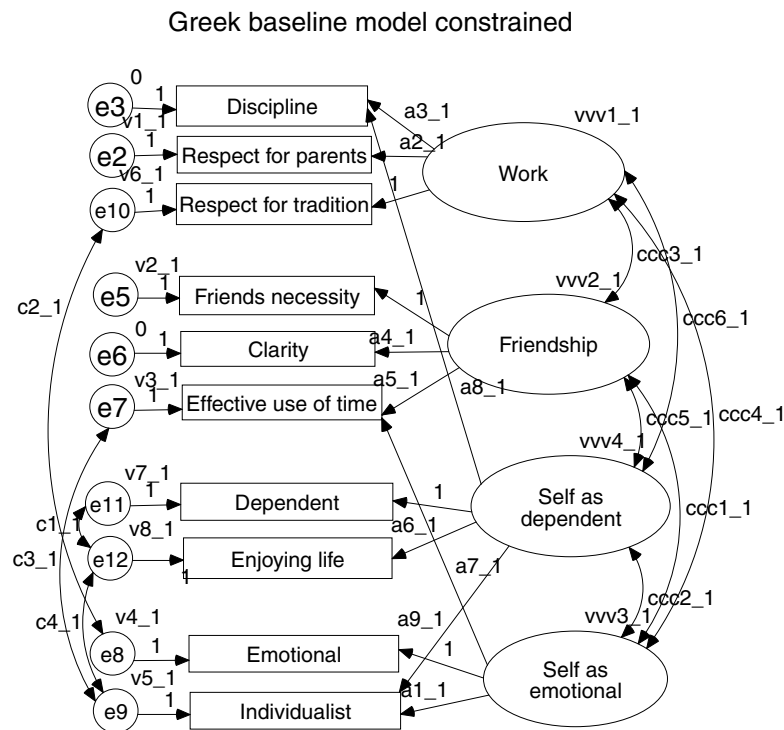 Greek baseline model constrained
0
e3
1
Discipline
a3_1
vvv1_1
v1_1
e2
1
Respect for parents
a2_1
Work
v6_1
e10
1
Respect for tradition
1
ccc3_1
v2_1
e5
1
Friends necessity
1
vvv2_1
c2_1
ccc6_1
0
e6
1
Clarity
a4_1
Friendship
v3_1
e7
1
Effective use of time
a5_1
a8_1
ccc5_1
ccc4_1
vvv4_1
v7_1
e11
1
Dependent
1
Self as
dependent
ccc1_1
c1_1
v8_1
e12
1
Enjoying life
a6_1
c3_1
a7_1
c4_1
v4_1
a9_1
vvv3_1
ccc2_1
e8
1
Emotional
1
Self as
emotional
v5_1
e9
1
Individualist
a1_1